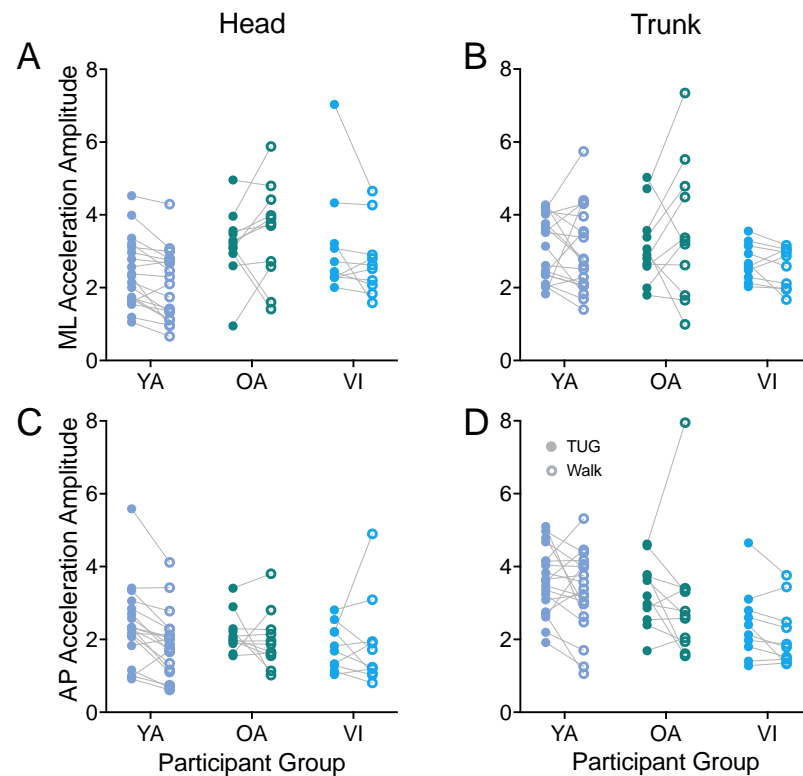 Head
Trunk
A
B
ML Acceleration Amplitude
8
6
4
2
0
YA
OA
VI
8
6
4
2
0
YA
OA
VI
C
D
AP Acceleration Amplitude
8
6
4
2
0
YA
OA
VI
Participant Group
8
6
4
2
0
TUG
Walk
YA
OA
VI
Participant Group